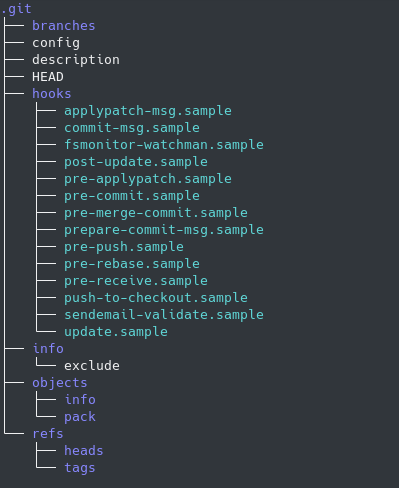 .git
├── branches
├── config
├── description
├── HEAD
├── hooks
│   ├── applypatch-msg.sample
│   ├── commit-msg.sample
│   ├── fsmonitor-watchman.sample
│   ├── post-update.sample
│   ├── pre-applypatch.sample
│   ├── pre-commit.sample
│   ├── pre-merge-commit.sample
│   ├── prepare-commit-msg.sample
│   ├── pre-push.sample
│   ├── pre-rebase.sample
│   ├── pre-receive.sample
│   ├── push-to-checkout.sample
│   ├── sendemail-validate.sample
│   └── update.sample
├── info
│   └── exclude
├── objects
│   ├── info
│   └── pack
└── refs
    ├── heads
    └── tags